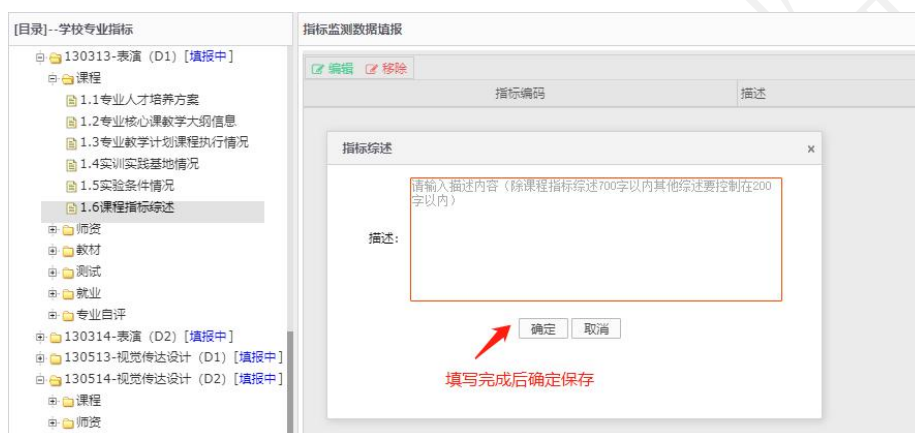 [目录]--学校专业指标
130313-表演（D1）[填报中]
课程
1.1专业人才培养方案
1.2专业核心课教学大纲信息
1.3专业教学计划课程执行情况
1.4实训实践基地情况
1.5实验条件情况
1.6课程指标综述
师资
教材
测试
就业
专业自评
130314-表演（D2）[填报中]
130513-视觉传达设计（D1）[填报中]
130514-视觉传达设计（D2）[填报中]
课程
师资
指标监测数据填报
编辑 移除
指标编码 描述
指标综述 x
描述：
请输入描述内容（除课程指标综述700字以内其他综述要控制在200
字以内）
确定 取消
填写完成后确定保存